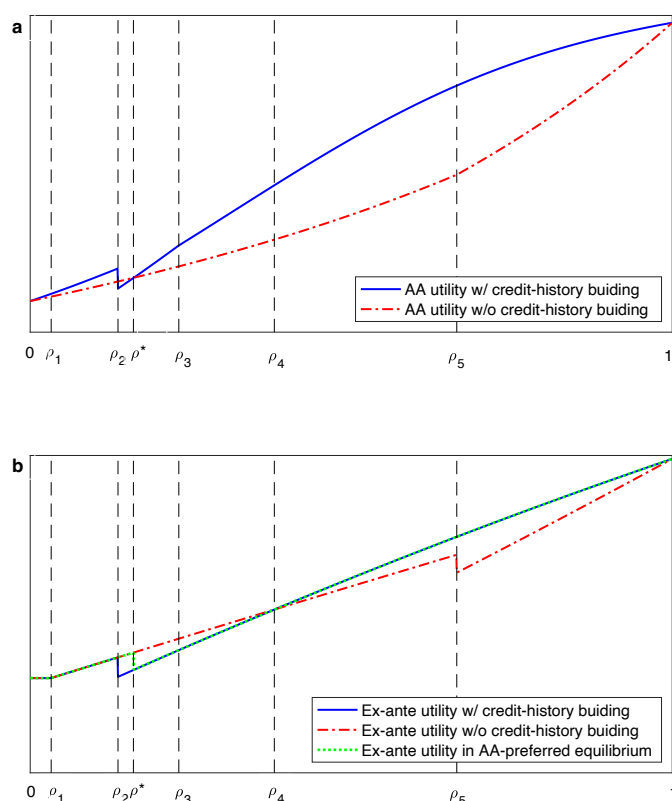 a
AA utility w/ credit-history buiding
AA utility w/o credit-history buiding
0 ρ1 ρ2 ρ* ρ3 ρ4 ρ5 1
b
Ex-ante utility w/ credit-history buiding
Ex-ante utility w/o credit-history buiding
Ex-ante utility in AA-preferred equilibrium
0 ρ1 ρ2 ρ* ρ3 ρ4 ρ5